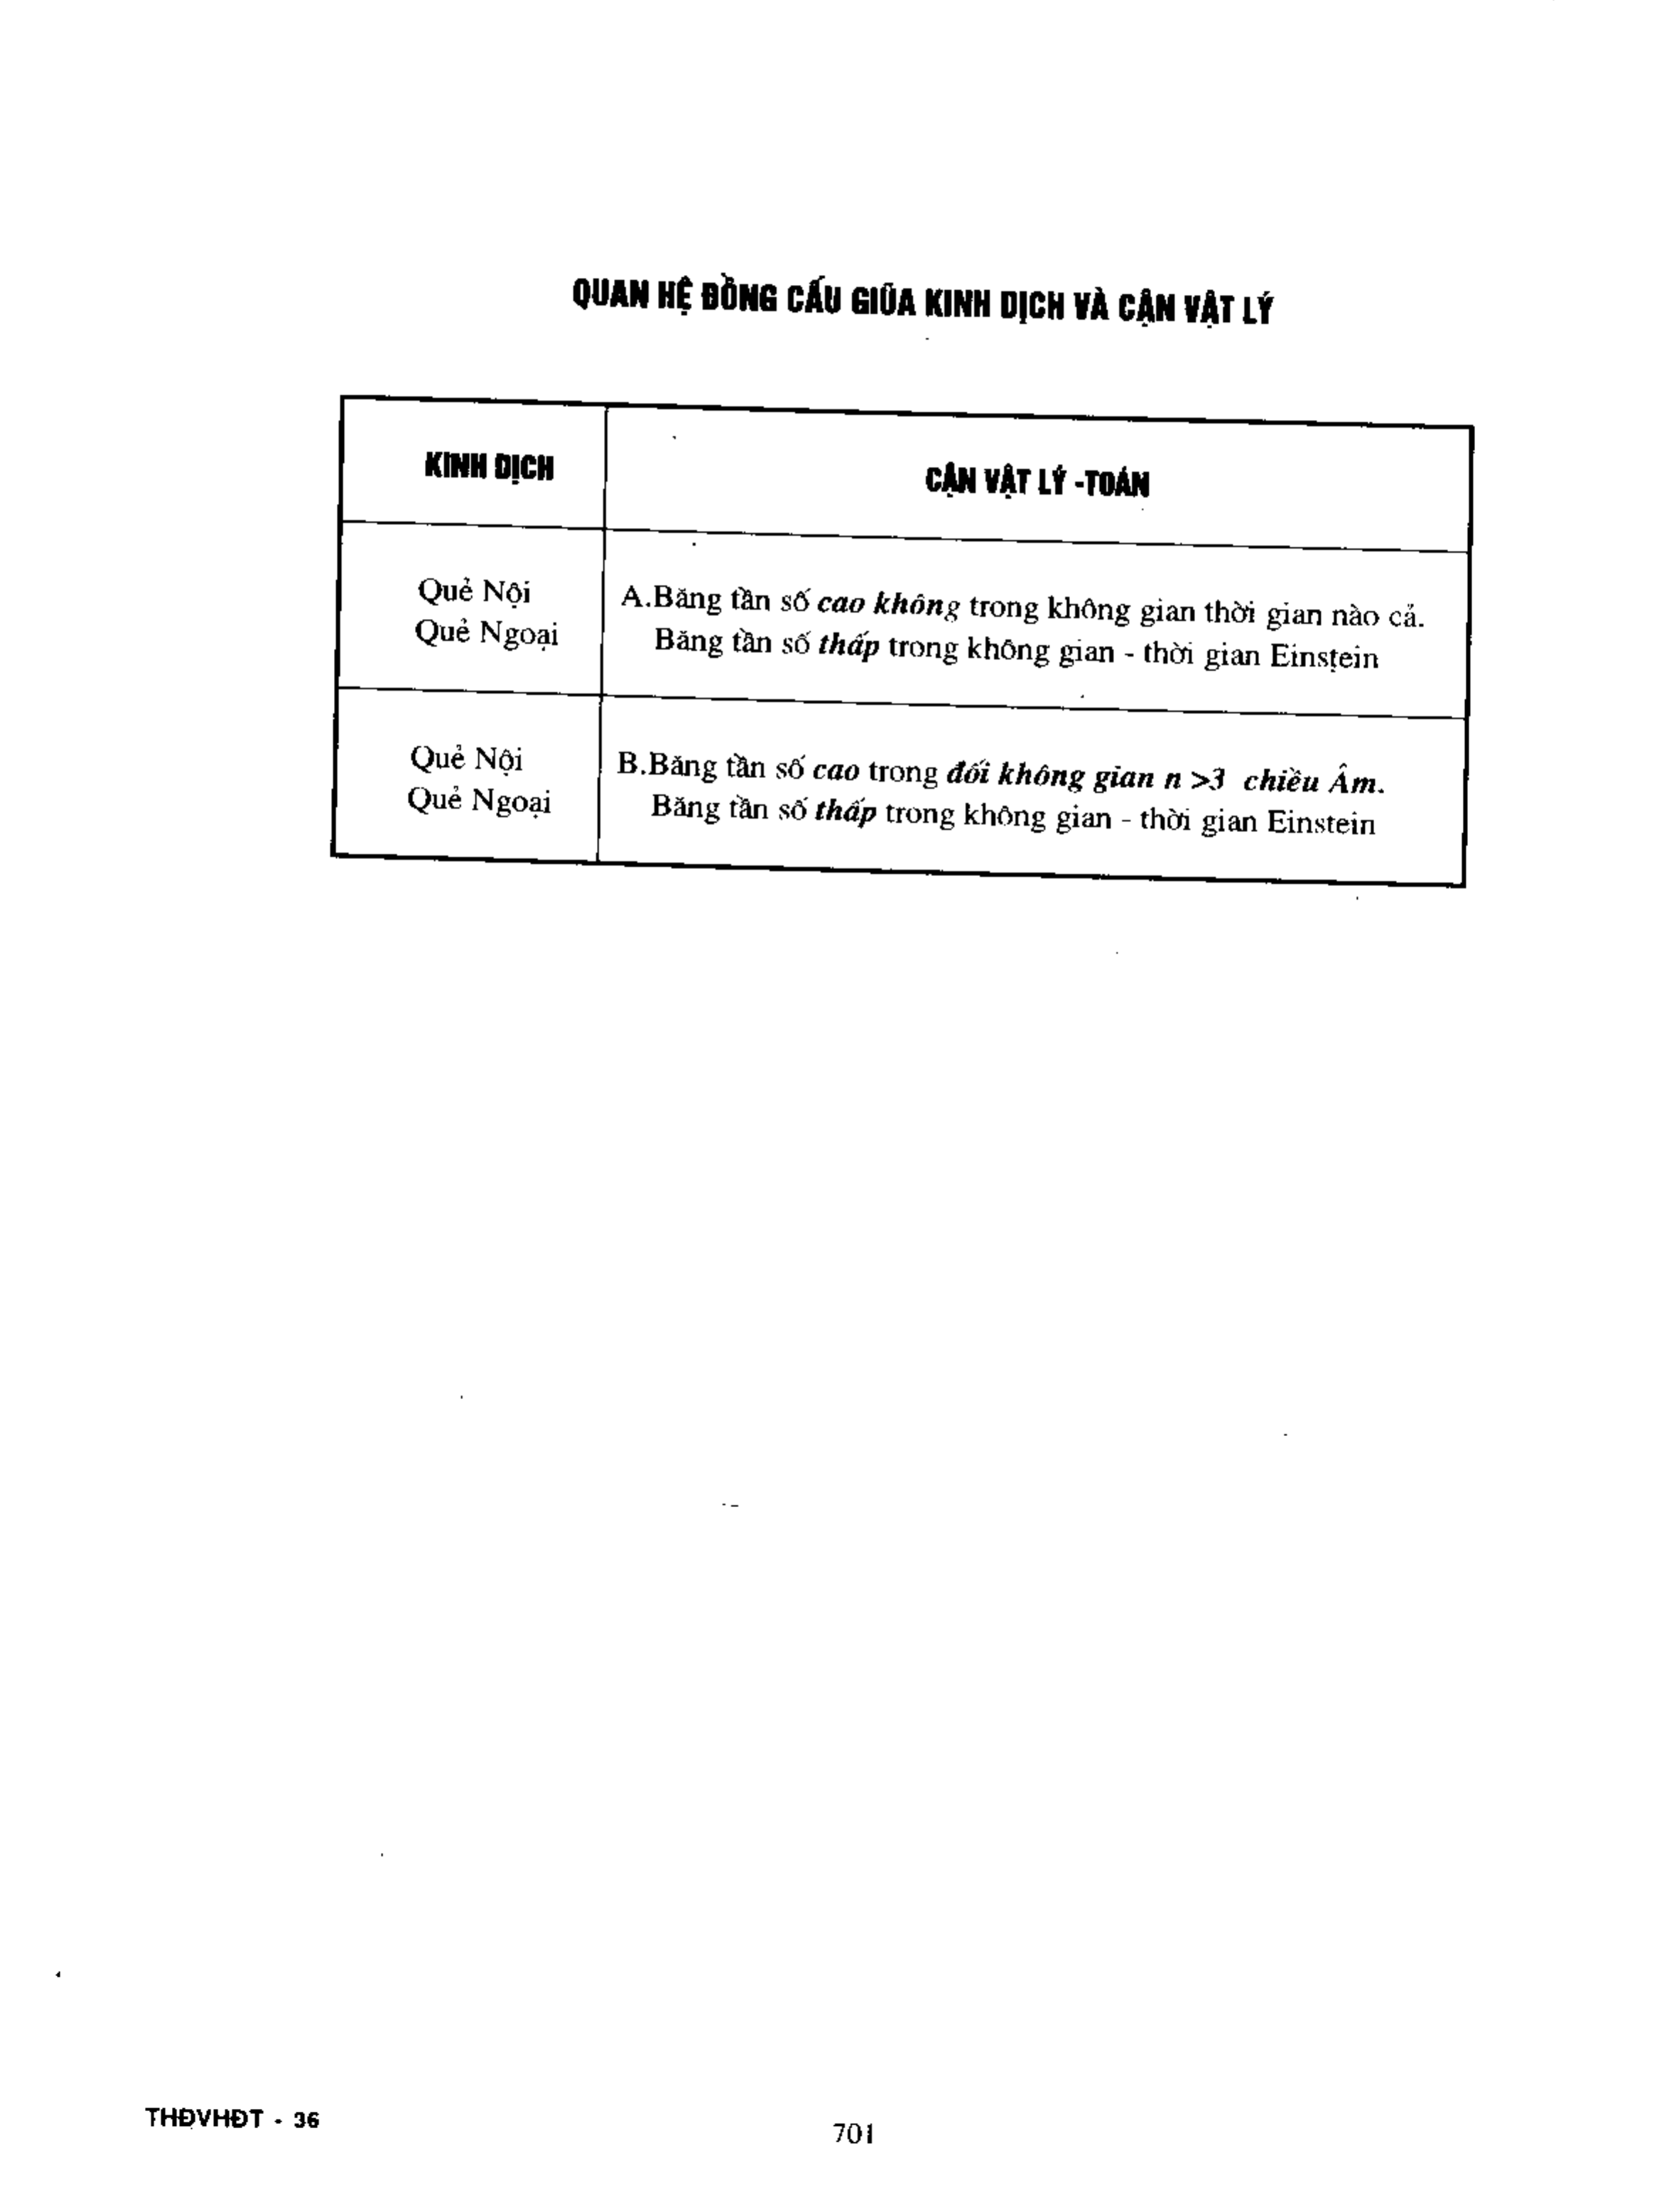 QUAN HỆ ĐỒNG CẤU GIỮA KINH DỊCH VÀ CẬN VẬT LÝ
KINH DỊCH
CẬN VẬT LÝ -TOÁN
Quẻ Nội
Quẻ Ngoại
A.Băng tần số cao không trong không gian thời gian nào cả.
Băng tần số thấp trong không gian - thời gian Einstein
Quẻ Nội
Quẻ Ngoại
B.Băng tần số cao trong đối không gian n >3 chiều Âm.
Băng tần số thấp trong không gian - thời gian Einstein
THĐVHĐT - 36
701